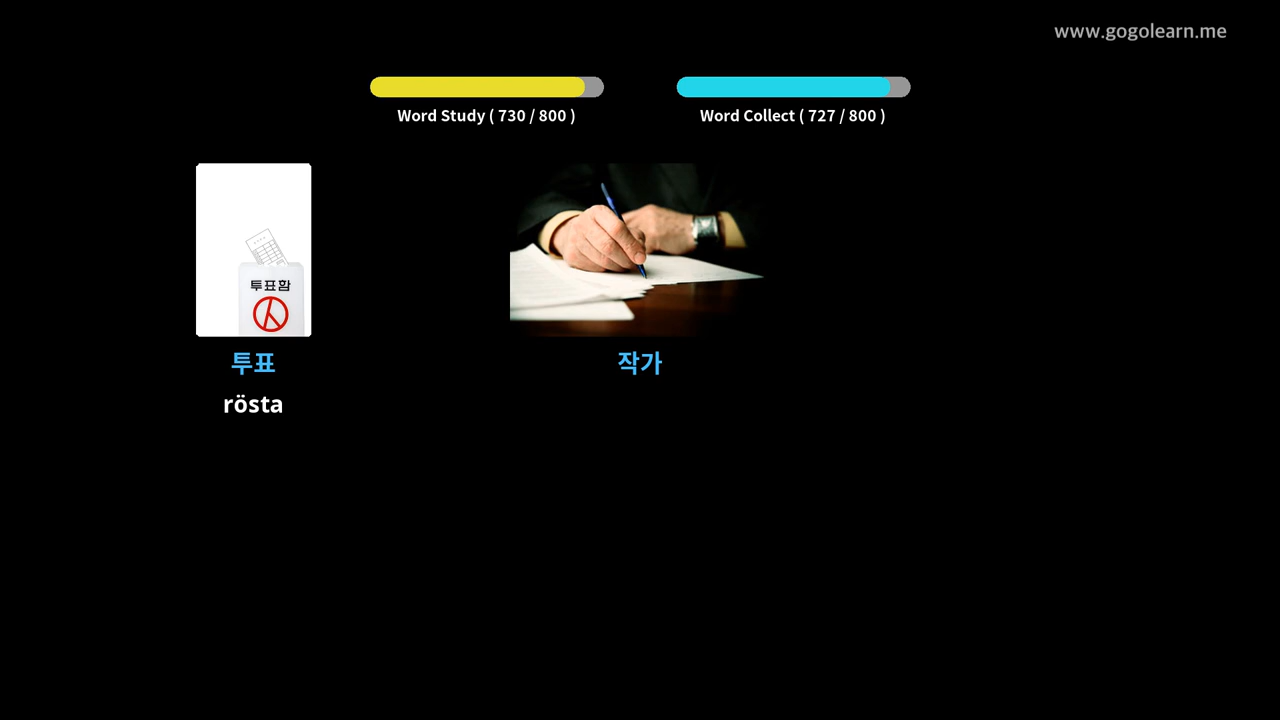 www.gogolearn.me
Word Study ( 730 / 800 )
Word Collect ( 727 / 800 )
투표함
투표
작가
rösta